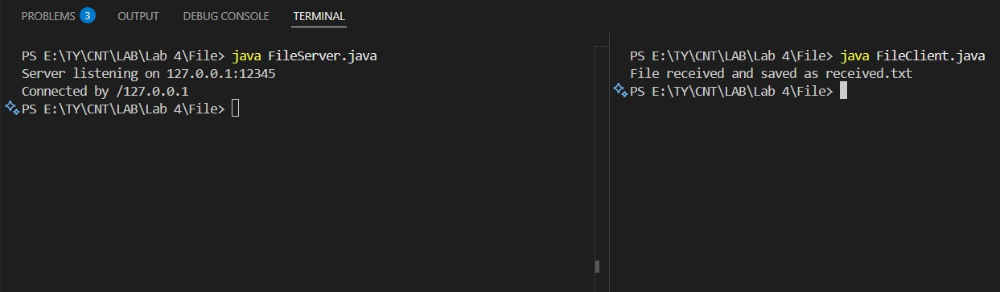 PROBLEMS 3 OUTPUT DEBUG CONSOLE TERMINAL
PS E:\TY\CNT\LAB\Lab 4\File> java FileServer.java
Server listening on 127.0.0.1:12345
Connected by /127.0.0.1
PS E:\TY\CNT\LAB\Lab 4\File>
PS E:\TY\CNT\LAB\Lab 4\File> java FileClient.java
File received and saved as received.txt
PS E:\TY\CNT\LAB\Lab 4\File>